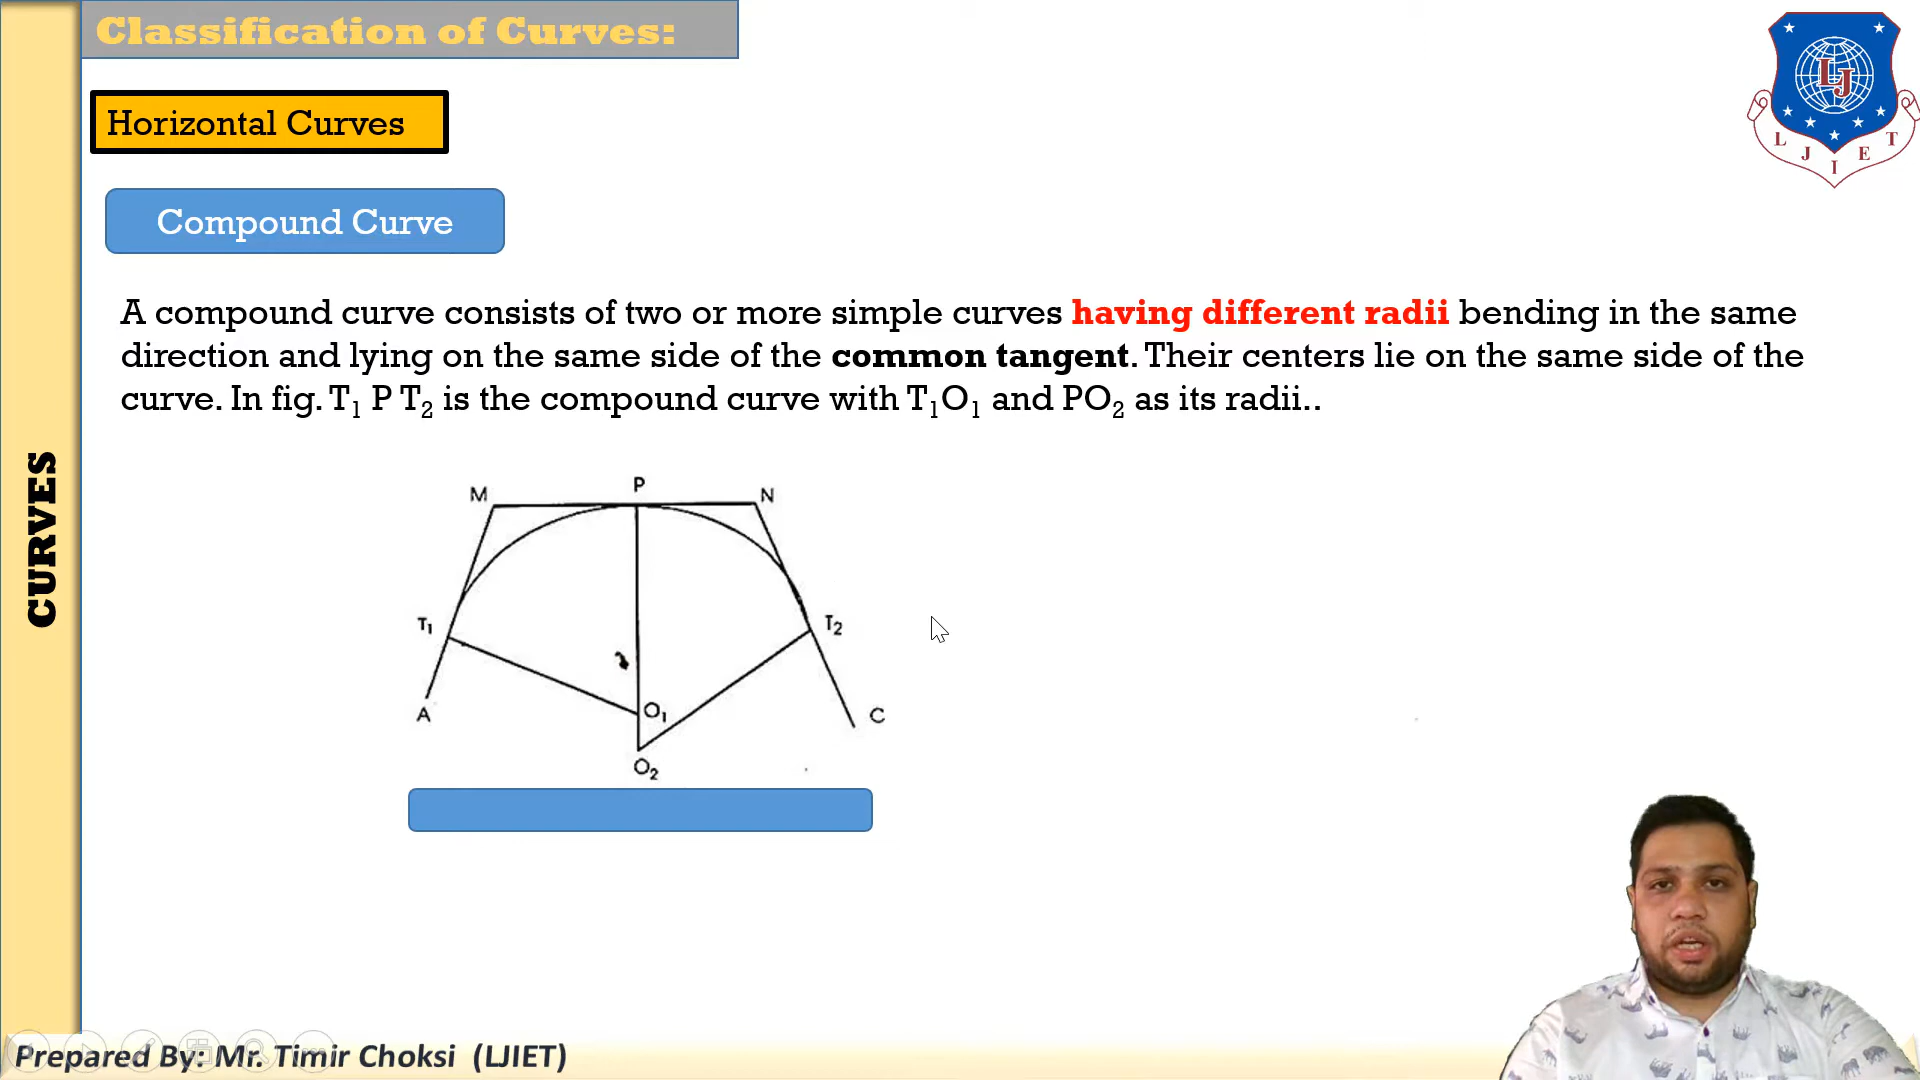 Classification of Curves:
Horizontal Curves
Compound Curve
A compound curve consists of two or more simple curves having different radii bending in the same
direction and lying on the same side of the common tangent. Their centers lie on the same side of the
curve. In fig. T₁ P T₂ is the compound curve with T₁O₁ and PO₂ as its radii..
M P N
T₁ T₂
O₁
A C
O₂
CURVES
LJ
L J I E T
Prepared By: Mr. Timir Choksi (LJIET)